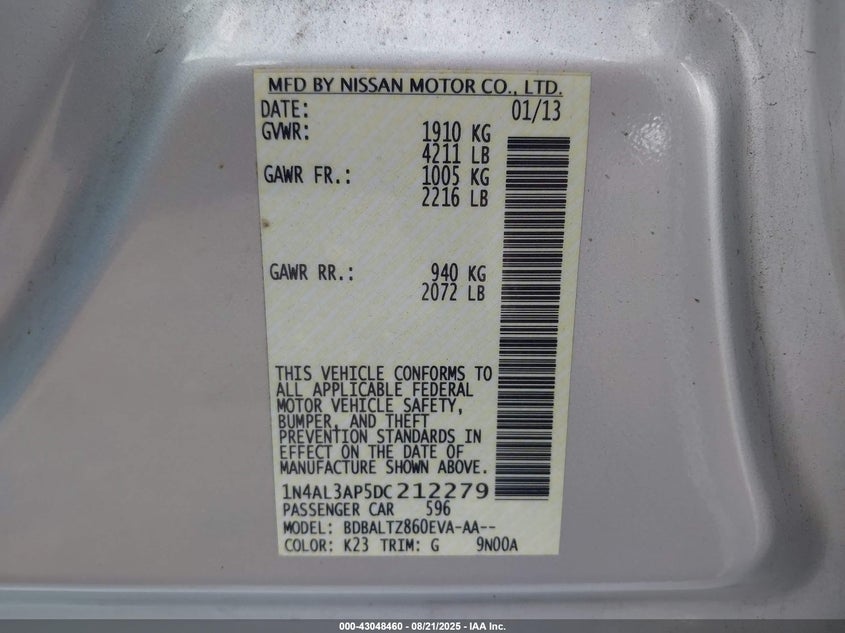 MFD BY NISSAN MOTOR CO., LTD.
DATE: 01/13
GVWR: 1910 KG
4211 LB
GAWR FR.: 1005 KG
2216 LB
GAWR RR.: 940 KG
2072 LB
THIS VEHICLE CONFORMS TO
ALL APPLICABLE FEDERAL
MOTOR VEHICLE SAFETY,
BUMPER, AND THEFT
PREVENTION STANDARDS IN
EFFECT ON THE DATE OF
MANUFACTURE SHOWN ABOVE.
1N4AL3AP5DC212279
PASSENGER CAR 596
MODEL: BDBALTZ860EVA-AA--
COLOR: K23 TRIM: G 9N00A
000-43048460 - 08/21/2025 - IAA Inc.